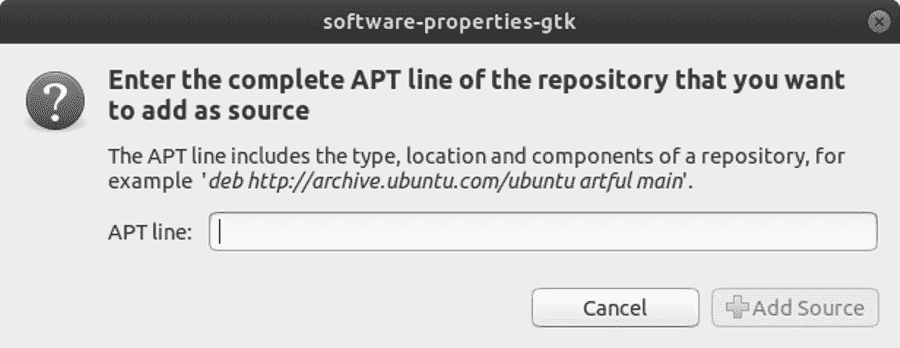 software-properties-gtk
Enter the complete APT line of the repository that you want
to add as source
The APT line includes the type, location and components of a repository, for
example 'deb http://archive.ubuntu.com/ubuntu artful main'.
APT line:
Cancel
Add Source